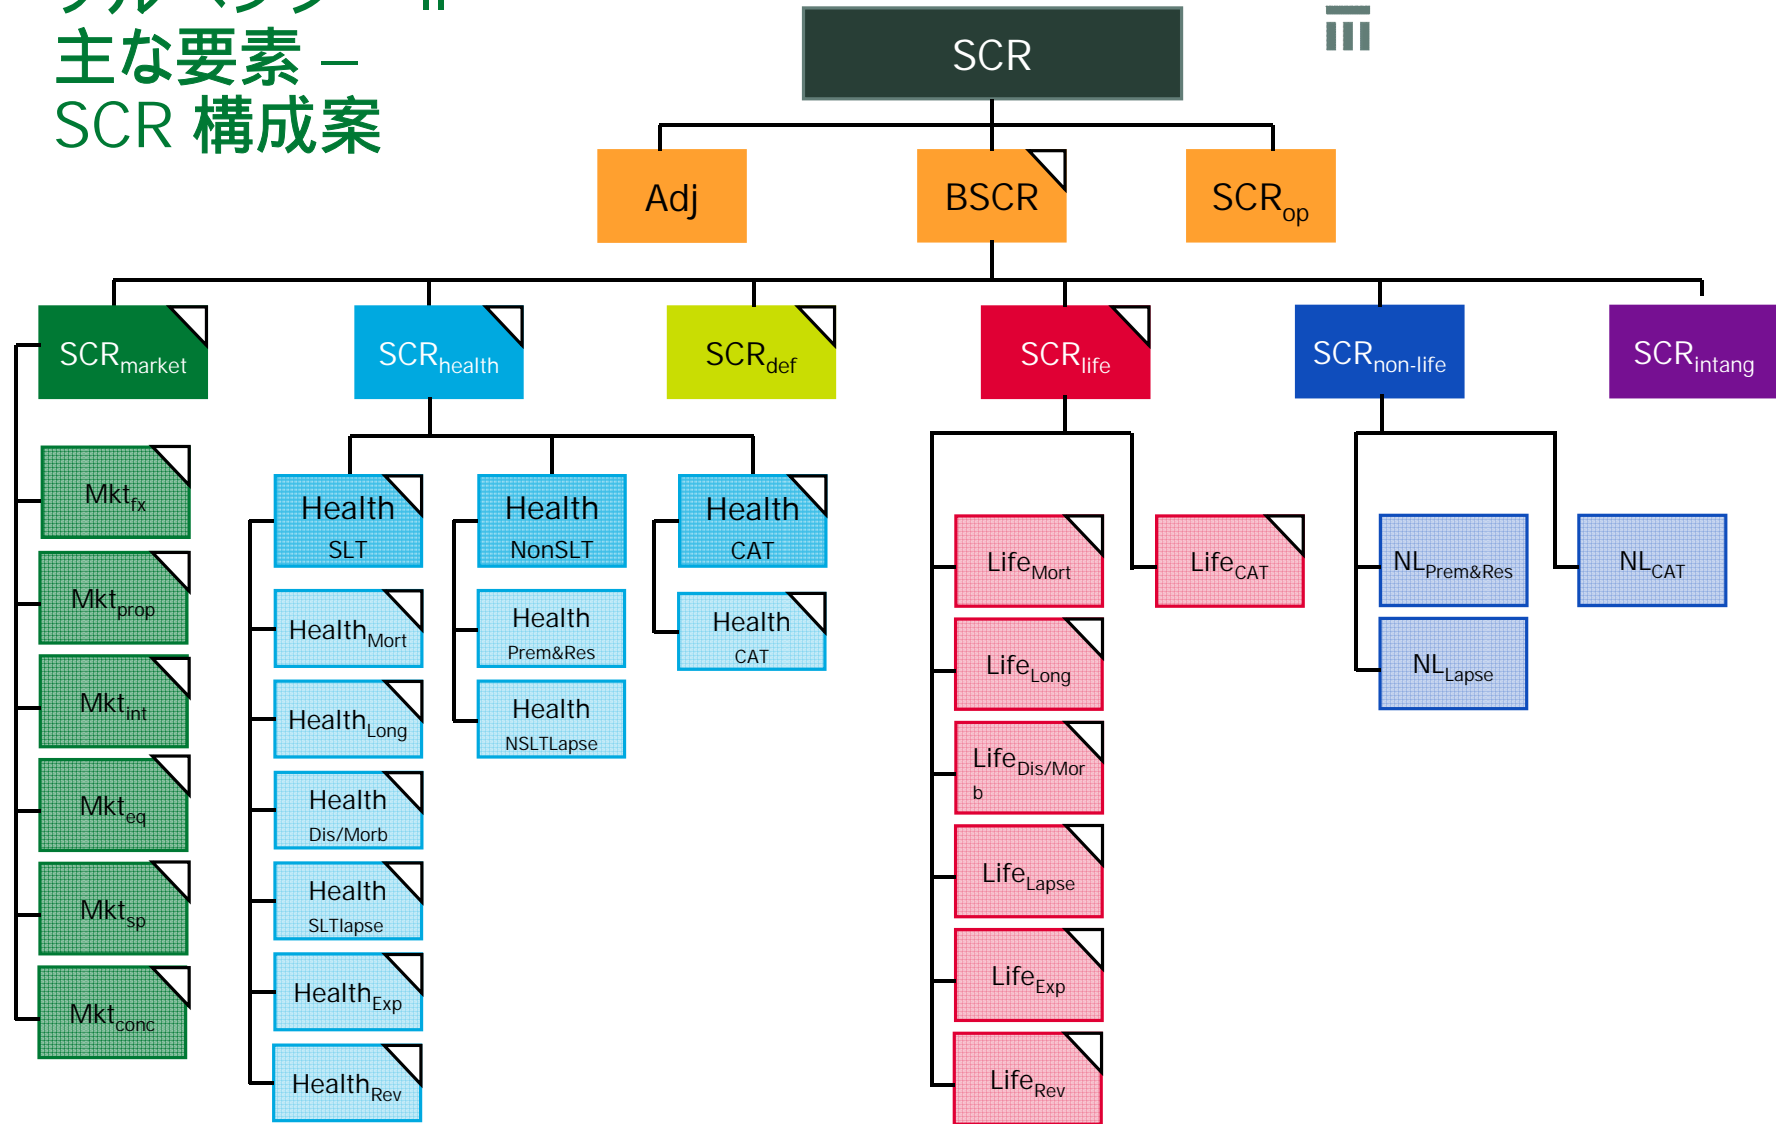 主な要素 –
SCR 構成案
SCR
Adj
BSCR
SCRop
SCRmarket
SCRhealth
SCRdef
SCRlife
SCRnon-life
SCRintang
Mktfx
Mktprop
Mktint
Mkteq
Mktsp
Mktconc
Health
SLT
HealthMort
HealthLong
Health
Dis/Morb
Health
SLTlapse
HealthExp
HealthRev
Health
NonSLT
Health
Prem&Res
Health
NSLTLapse
Health
CAT
Health
CAT
LifeMort
LifeLong
LifeDis/Mor
b
LifeLapse
LifeExp
LifeRev
LifeCAT
NLPrem&Res
NLLapse
NLCAT